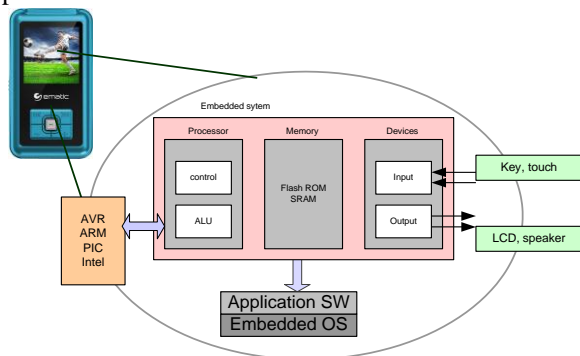 ematic
Embedded sytem
Processor
Memory
Devices
control
ALU
Flash ROM
SRAM
Input
Output
Key, touch
LCD, speaker
AVR
ARM
PIC
Intel
Application SW
Embedded OS